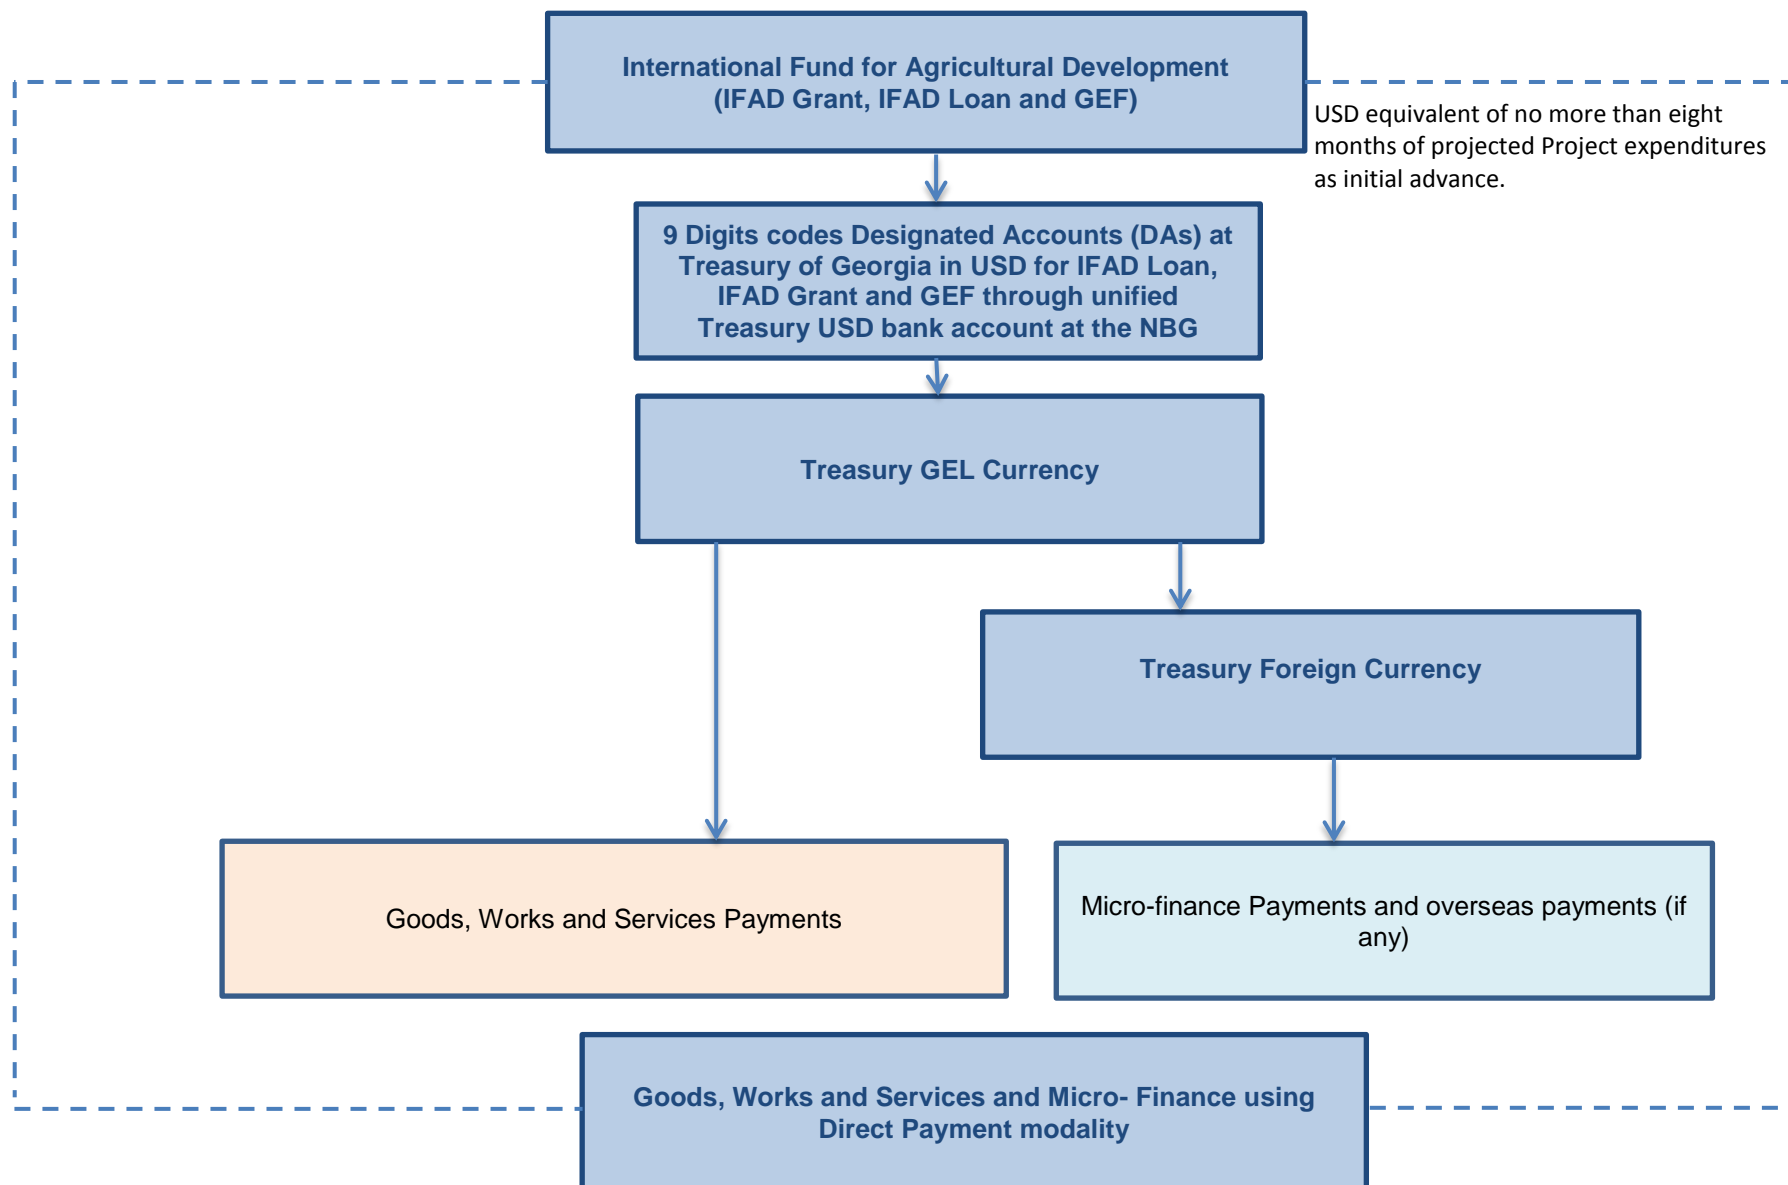 International Fund for Agricultural Development
(IFAD Grant, IFAD Loan and GEF)
USD equivalent of no more than eight
months of projected Project expenditures
as initial advance.
9 Digits codes Designated Accounts (DAs) at
Treasury of Georgia in USD for IFAD Loan,
IFAD Grant and GEF through unified
Treasury USD bank account at the NBG
Treasury GEL Currency
Treasury Foreign Currency
Goods, Works and Services Payments
Micro-finance Payments and overseas payments (if
any)
Goods, Works and Services and Micro- Finance using
Direct Payment modality